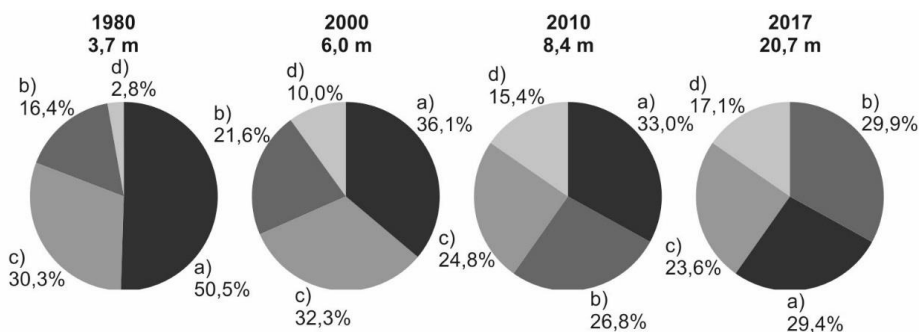 1980
3,7 m
d)
2,8%
b)
16,4%
c)
30,3%
a)
50,5%
2000
6,0 m
d)
10,0%
a)
36,1%
b)
21,6%
c)
32,3%
2010
8,4 m
d)
15,4%
a)
33,0%
c)
24,8%
b)
26,8%
2017
20,7 m
d)
17,1%
b)
29,9%
c)
23,6%
a)
29,4%